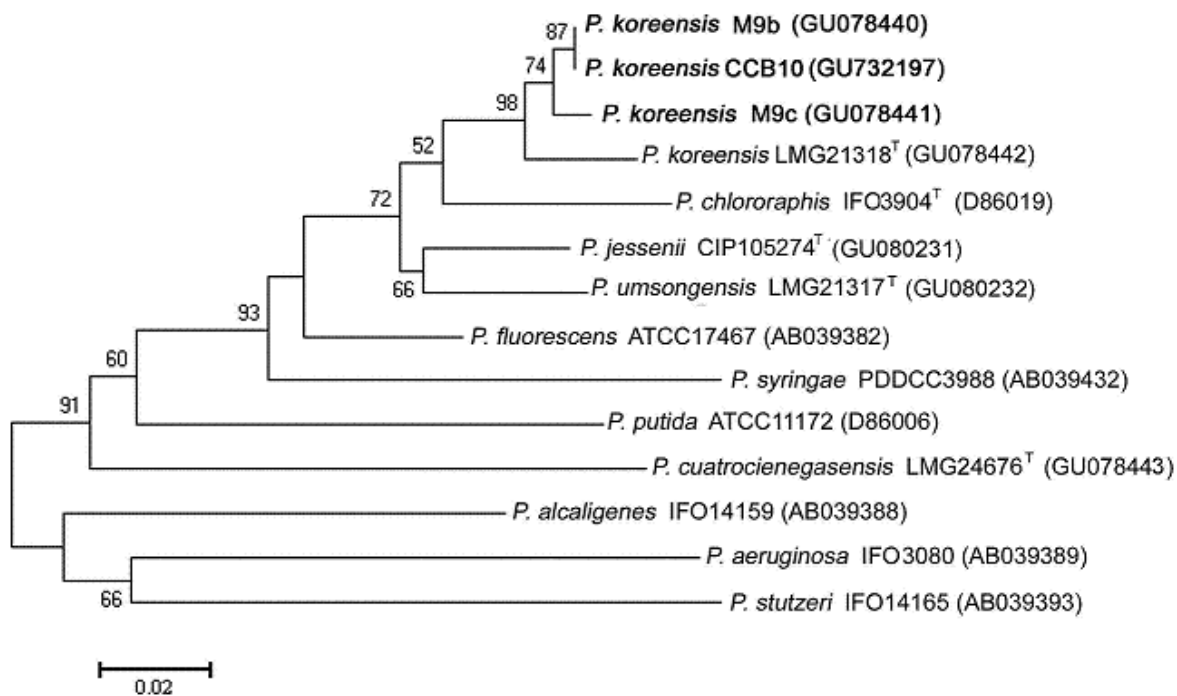 87 P. koreensis M9b (GU078440)
P. koreensis CCB10 (GU732197)
74
98 P. koreensis M9c (GU078441)
52 P. koreensis LMG21318ᵀ (GU078442)
72 P. chlororaphis IFO3904ᵀ (D86019)
P. jessenii CIP105274ᵀ (GU080231)
66 P. umsongensis LMG21317ᵀ (GU080232)
93 P. fluorescens ATCC17467 (AB039382)
60 P. syringae PDDCC3988 (AB039432)
91 P. putida ATCC11172 (D86006)
P. cuatrocienegasensis LMG24676ᵀ (GU078443)
P. alcaligenes IFO14159 (AB039388)
P. aeruginosa IFO3080 (AB039389)
66 P. stutzeri IFO14165 (AB039393)
0.02